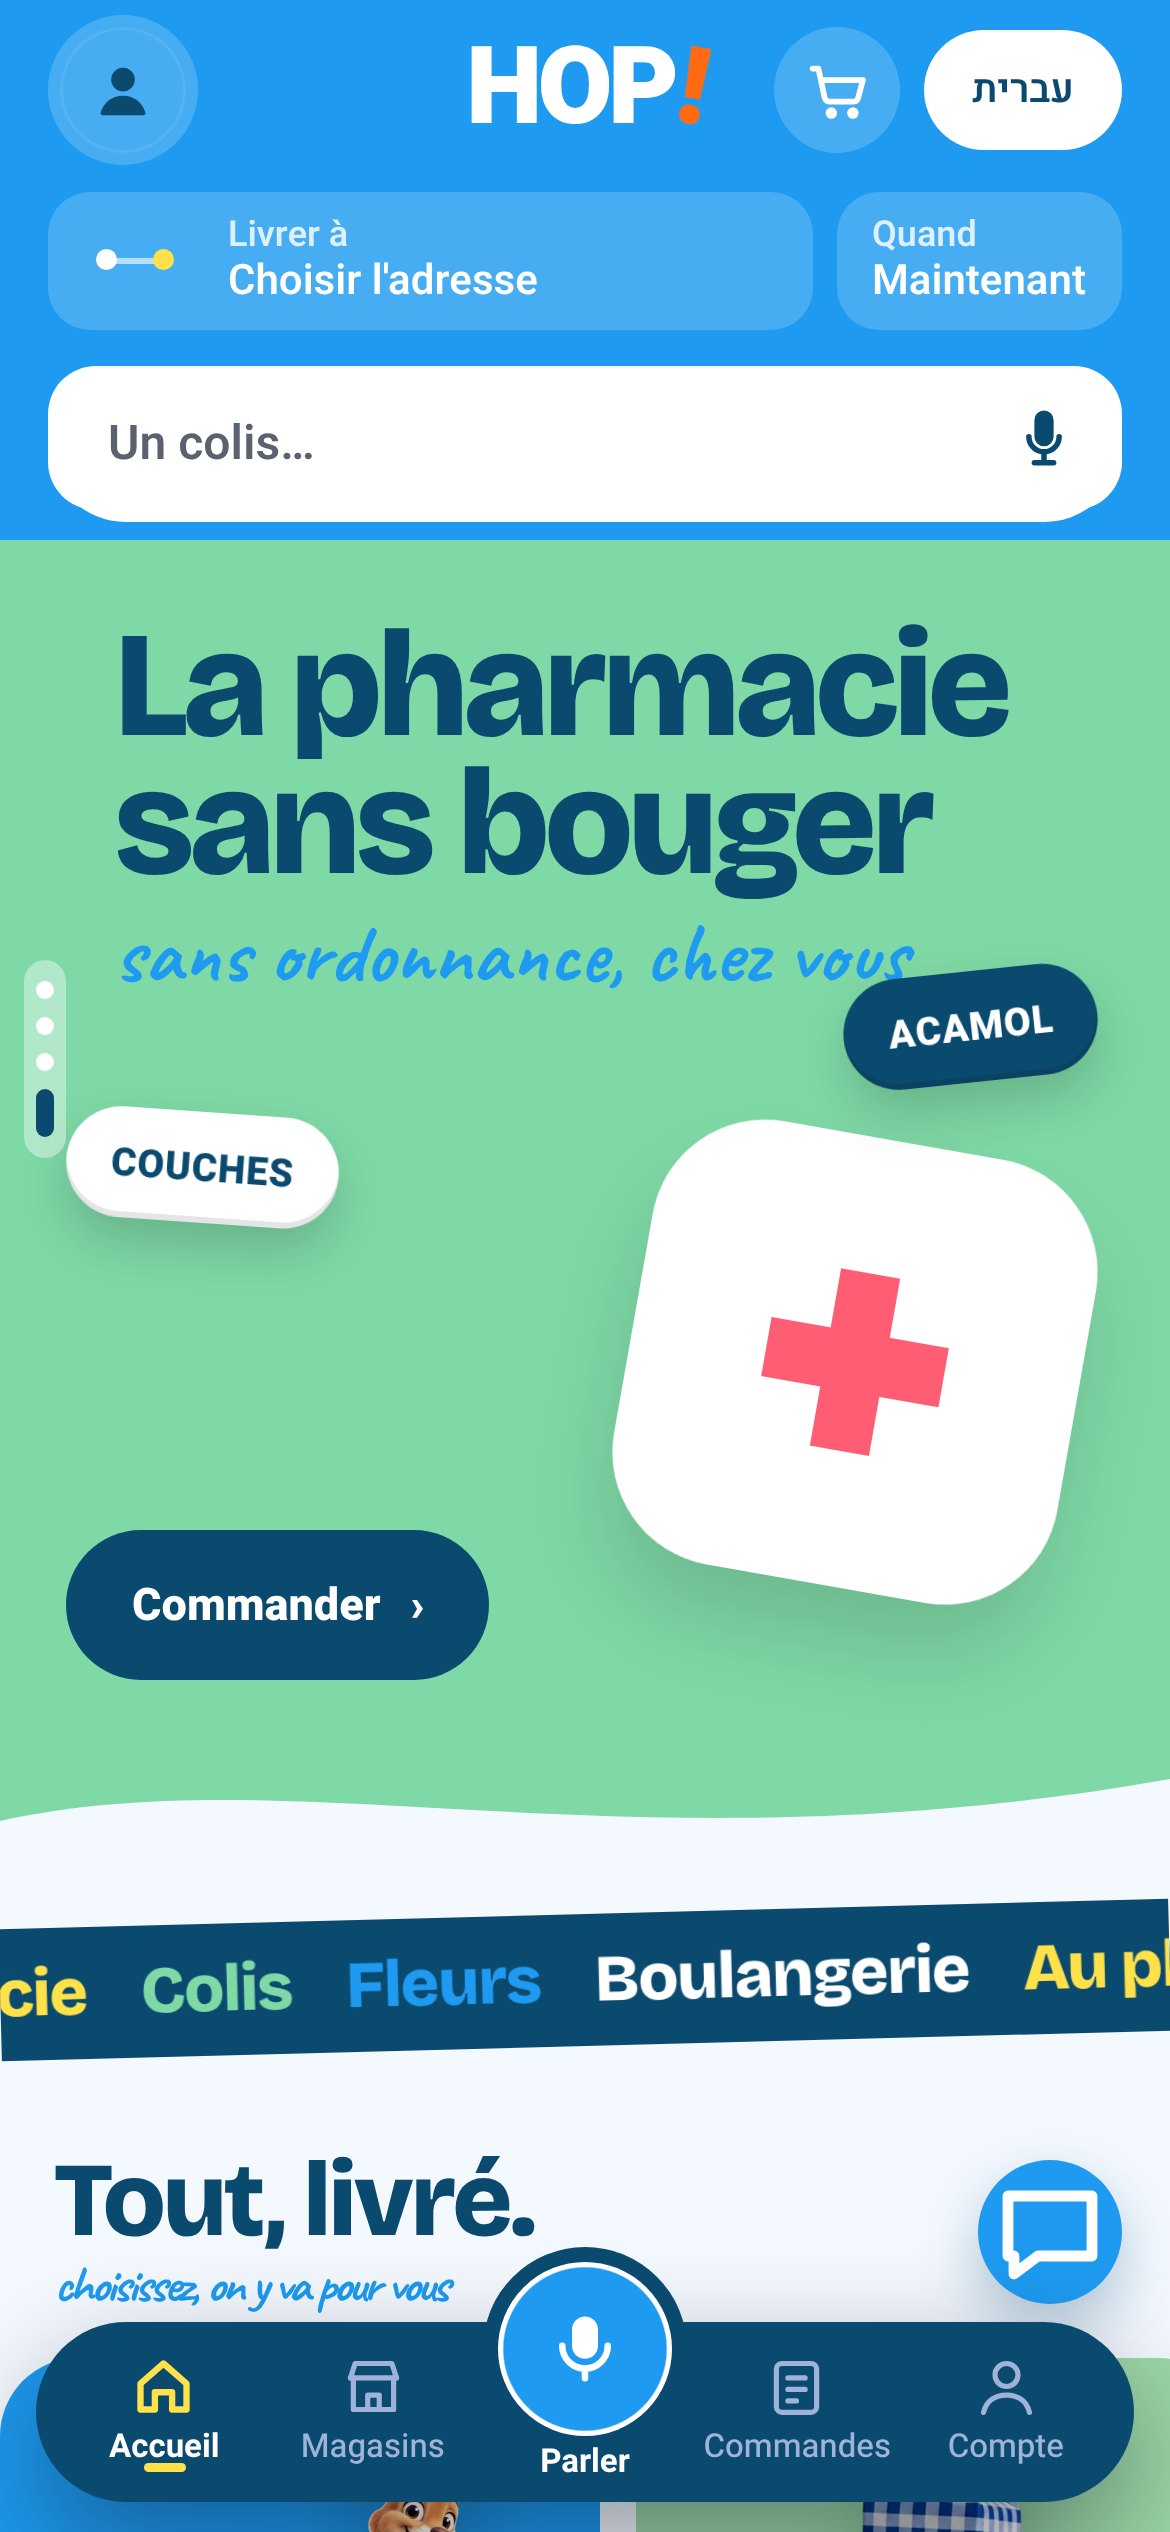 HOP!
עברית
Livrer à
Choisir l'adresse
Quand
Maintenant
Un colis...
La pharmacie
sans bouger
sans ordonnance, chez vous
ACAMOL
COUCHES
Commander ›
cie Colis Fleurs Boulangerie Au pl
Tout, livré.
choisissez, on y va pour vous
Accueil
Magasins
Parler
Commandes
Compte